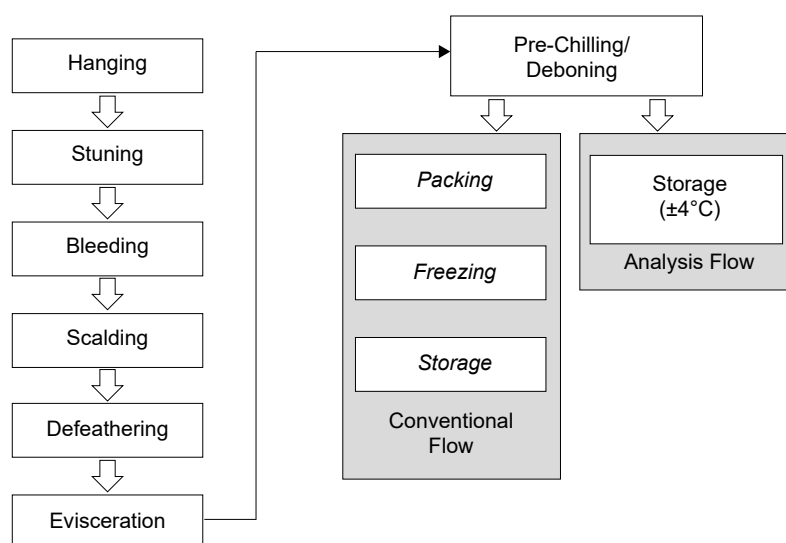 Hanging
Stuning
Bleeding
Scalding
Defeathering
Evisceration
Pre-Chilling/
Deboning
Packing
Freezing
Storage
Conventional
Flow
Storage
(±4°C)
Analysis Flow